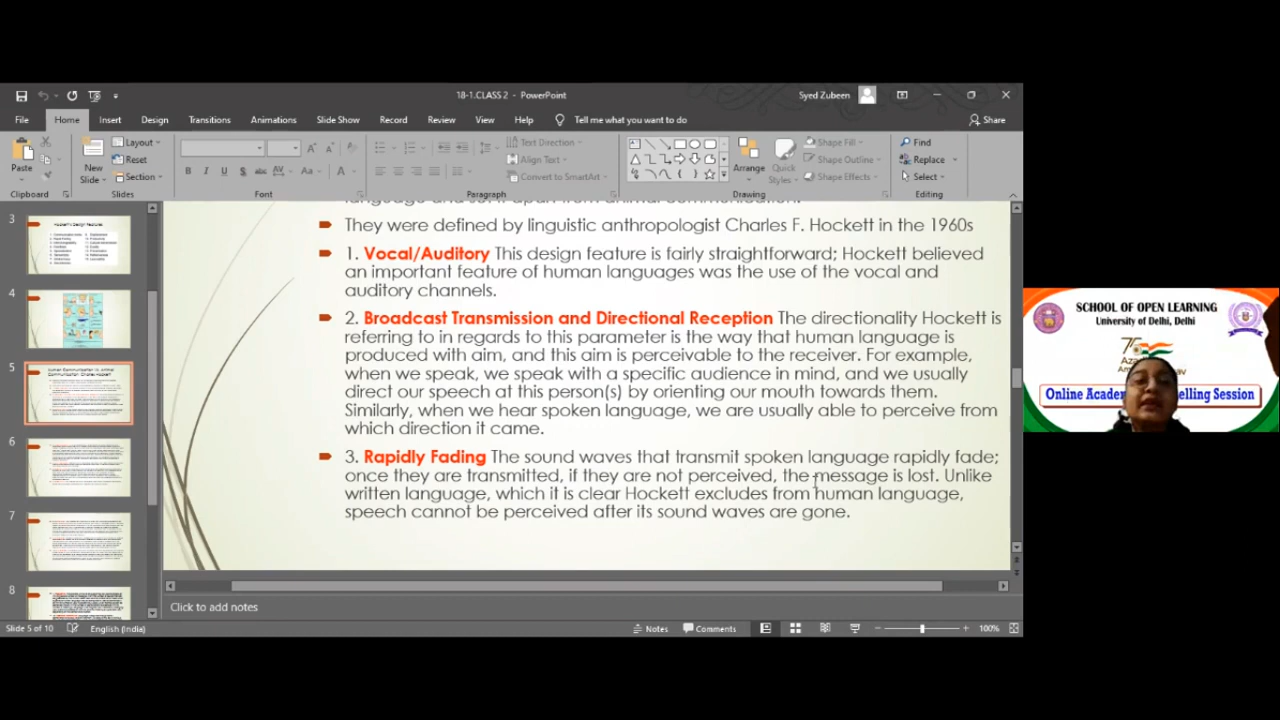 18-1.CLASS 2 - PowerPoint
Syed Zubeen
File Home Insert Design Transitions Animations Slide Show Record Review View Help Tell me what you want to do
Share
Paste
Clipboard
New
Slide
Layout
Reset
Section
Slides
B I U S abc AV Aa A
Font
Text Direction
Align Text
Convert to SmartArt
Paragraph
Arrange
Quick
Styles
Shape Fill
Shape Outline
Shape Effects
Drawing
Find
Replace
Select
Editing
3
4
5
6
7
8
They were defined by linguistic anthropologist Charles F. Hockett in the 1960s
1. Vocal/Auditory This design feature is fairly straightforward; Hockett believed
an important feature of human languages was the use of the vocal and
auditory channels.
2. Broadcast Transmission and Directional Reception The directionality Hockett is
referring to in regards to this parameter is the way that human language is
produced with aim, and this aim is perceivable to the receiver. For example,
when we speak, we speak with a specific audience in mind, and we usually
direct our speech to this person(s) by orienting our mouth towards them.
Similarly, when we hear spoken language, we are usually able to perceive from
which direction it came.
3. Rapidly Fading The sound waves that transmit spoken language rapidly fade;
once they are transmitted, if they are not perceived, the message is lost. Unlike
written language, which it is clear Hockett excludes from human language,
speech cannot be perceived after its sound waves are gone.
Click to add notes
Slide 5 of 10 English (India) Notes Comments 100%
SCHOOL OF OPEN LEARNING
University of Delhi, Delhi
Online Acade elling Session